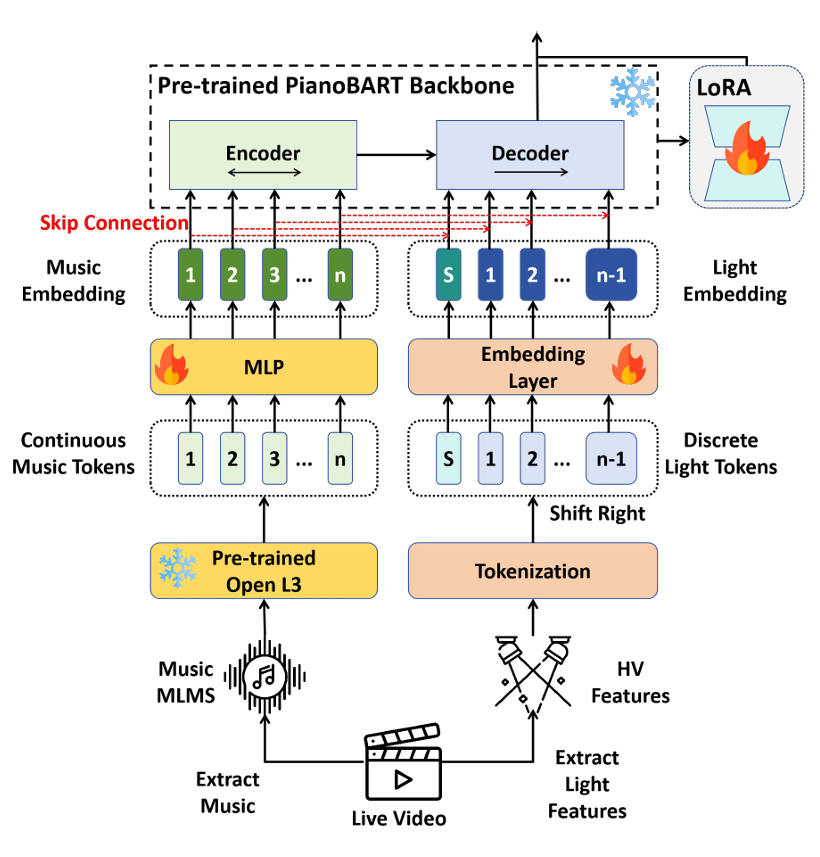 Pre-trained PianoBART Backbone
LoRA
Encoder
Decoder
Skip Connection
Music
Embedding
1 2 3 ... n
S 1 2 ... n-1
Light
Embedding
MLP
Embedding
Layer
Continuous
Music Tokens
1 2 3 ... n
S 1 2 ... n-1
Discrete
Light Tokens
Shift Right
Pre-trained
Open L3
Tokenization
Music
MLMS
HV
Features
Extract
Music
Live Video
Extract
Light
Features